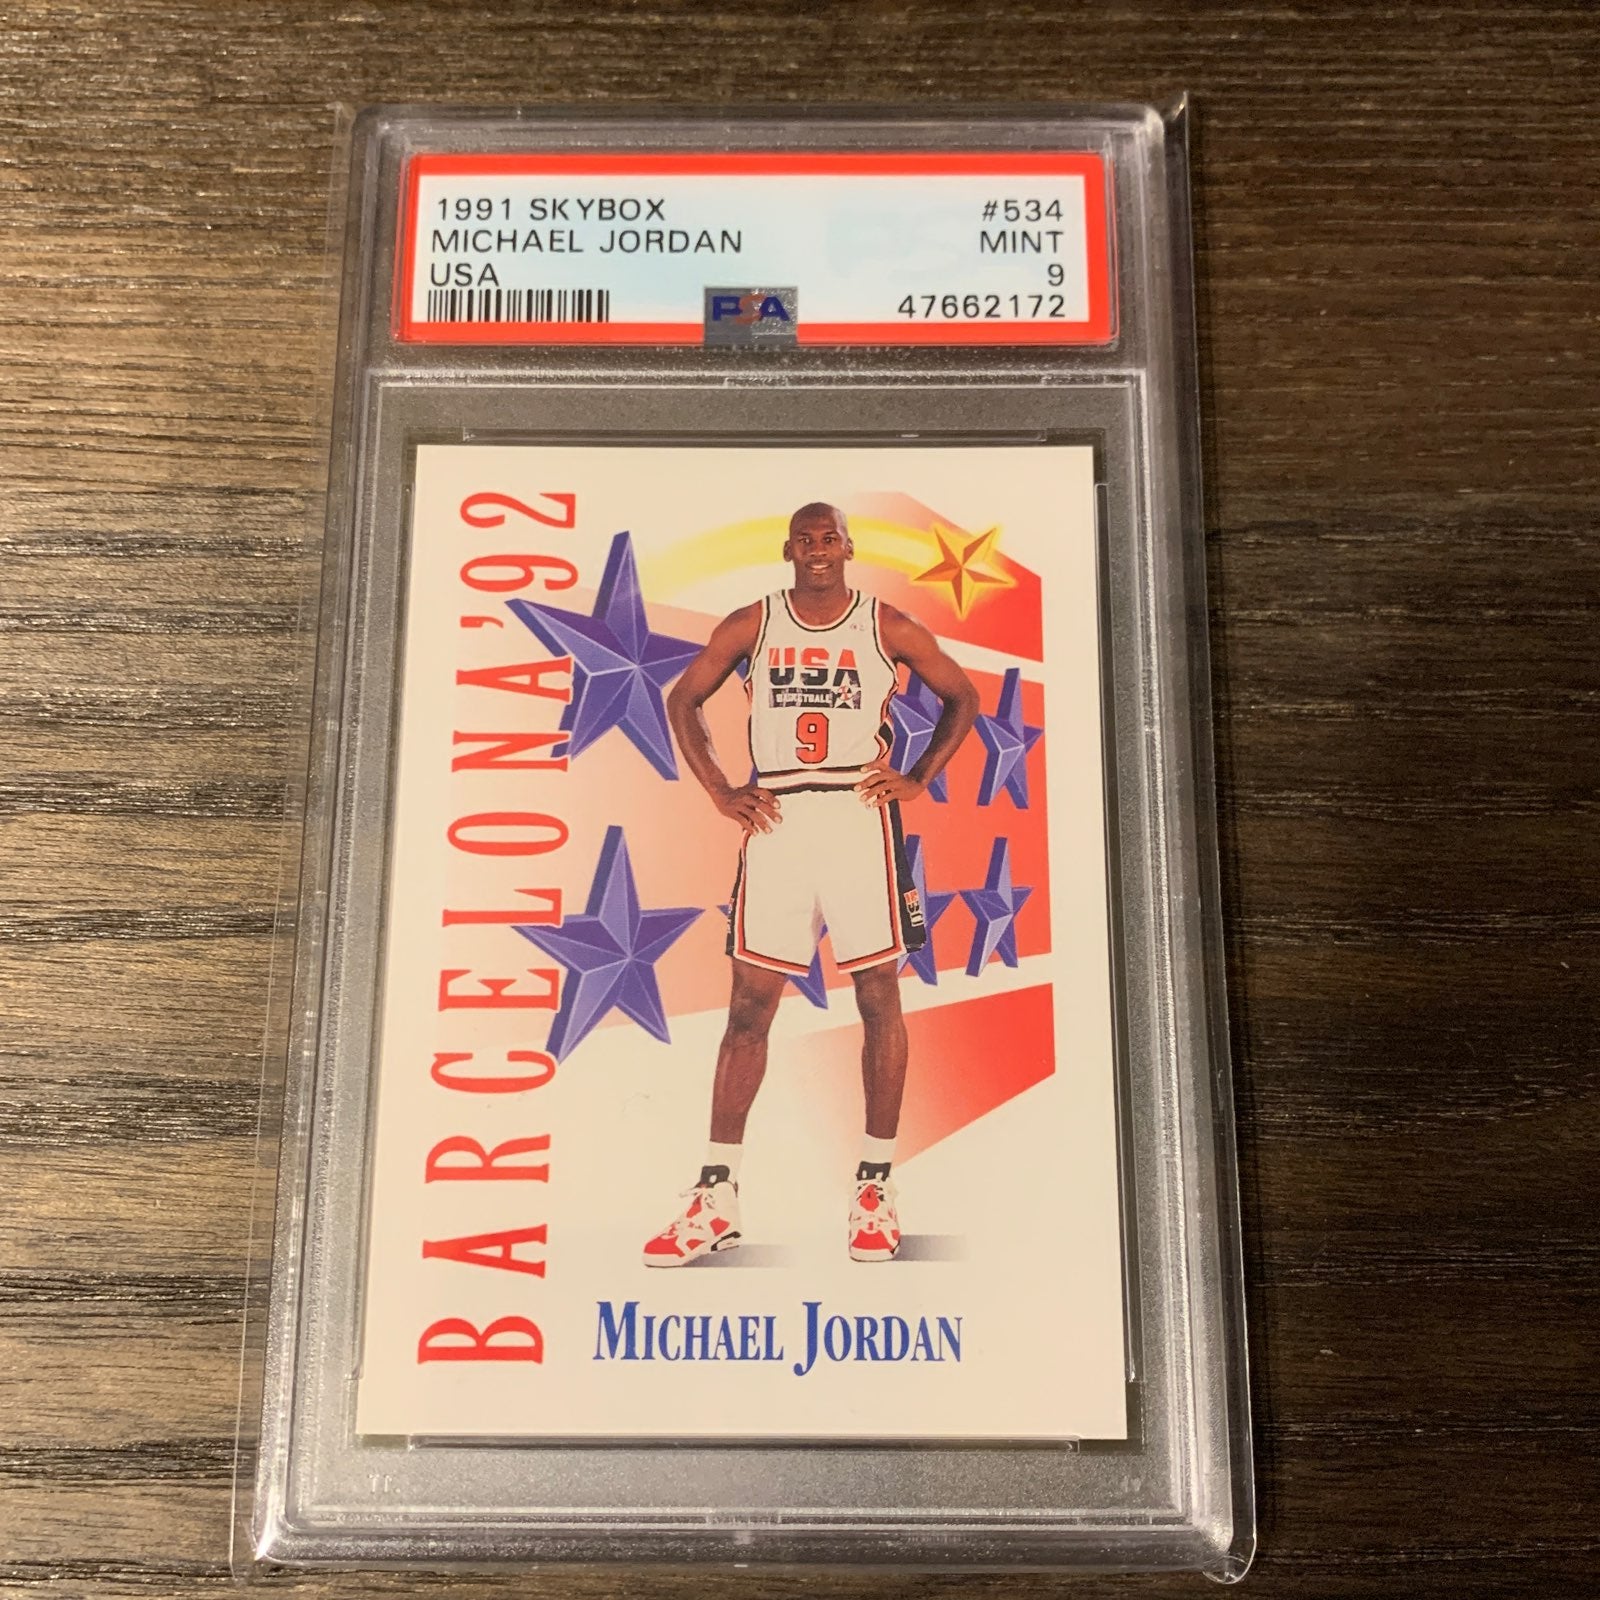 1991 SKYBOX #534
MICHAEL JORDAN MINT
USA 9
PSA 47662172
BARCELONA '92
USA
BASKETBALL
9
MICHAEL JORDAN